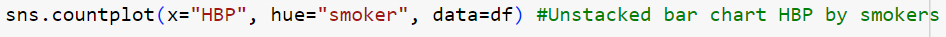 sns.countplot(x="HBP", hue="smoker", data=df) #Unstacked bar chart HBP by smokers